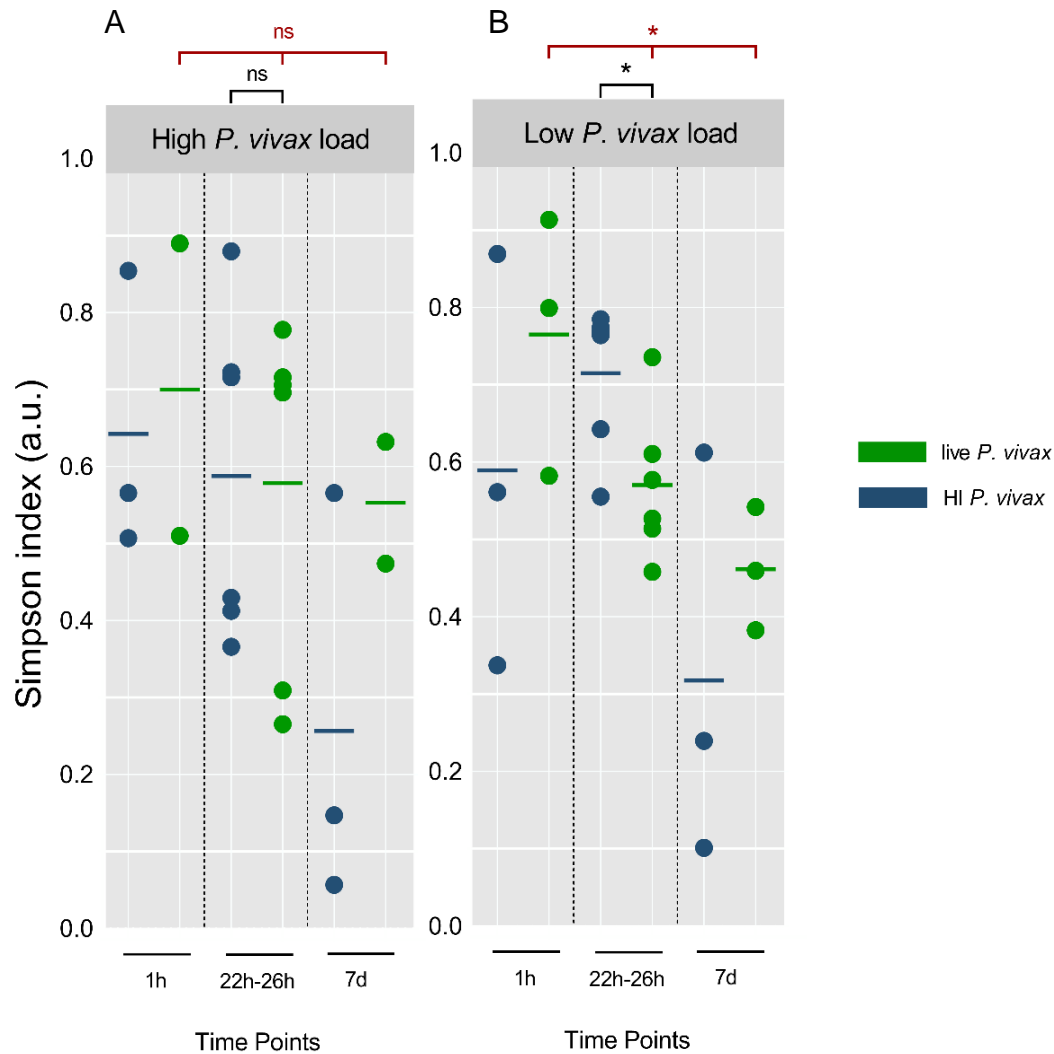 A
B
ns
*
ns
*
High P. vivax load
Low P. vivax load
1.0
0.8
0.6
0.4
0.2
0.0
1.0
0.8
0.6
0.4
0.2
0.0
Simpson index (a.u.)
live P. vivax
HI P. vivax
1h
22h-26h
7d
1h
22h-26h
7d
Time Points
Time Points